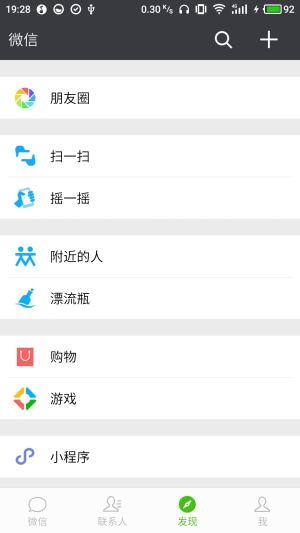 19:28 0.30 K/s 4G 92
微信
朋友圈
扫一扫
摇一摇
附近的人
漂流瓶
购物
游戏
小程序
微信 联系人 发现 我